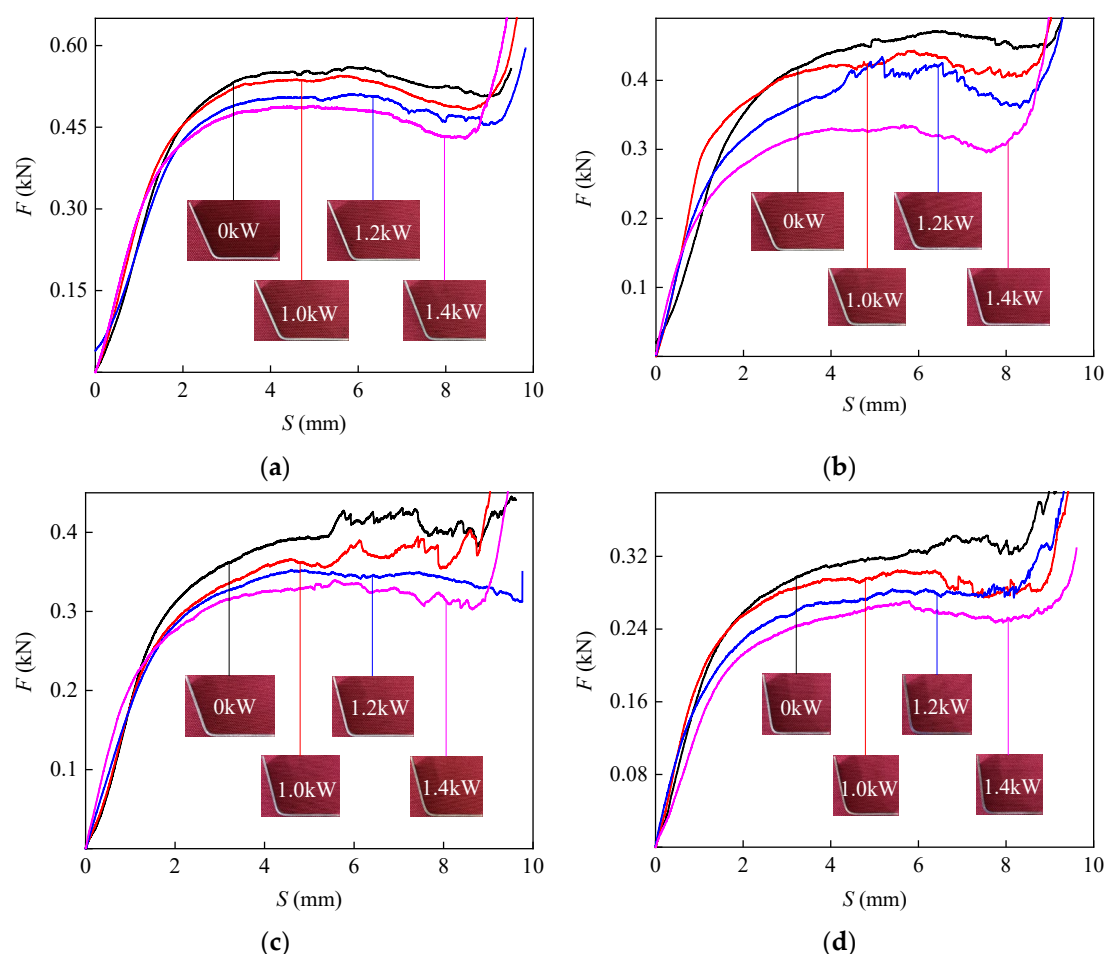 0.60
0.45
0.30
0.15
F (kN)
0kW
1.2kW
1.0kW
1.4kW
0 2 4 6 8 10
S (mm)
(a)
0.4
0.3
0.2
0.1
F (kN)
0kW
1.2kW
1.0kW
1.4kW
0 2 4 6 8 10
S (mm)
(b)
0.4
0.3
0.2
0.1
F (kN)
0kW
1.2kW
1.0kW
1.4kW
0 2 4 6 8 10
S (mm)
(c)
0.32
0.24
0.16
0.08
F (kN)
0kW
1.2kW
1.0kW
1.4kW
0 2 4 6 8 10
S (mm)
(d)